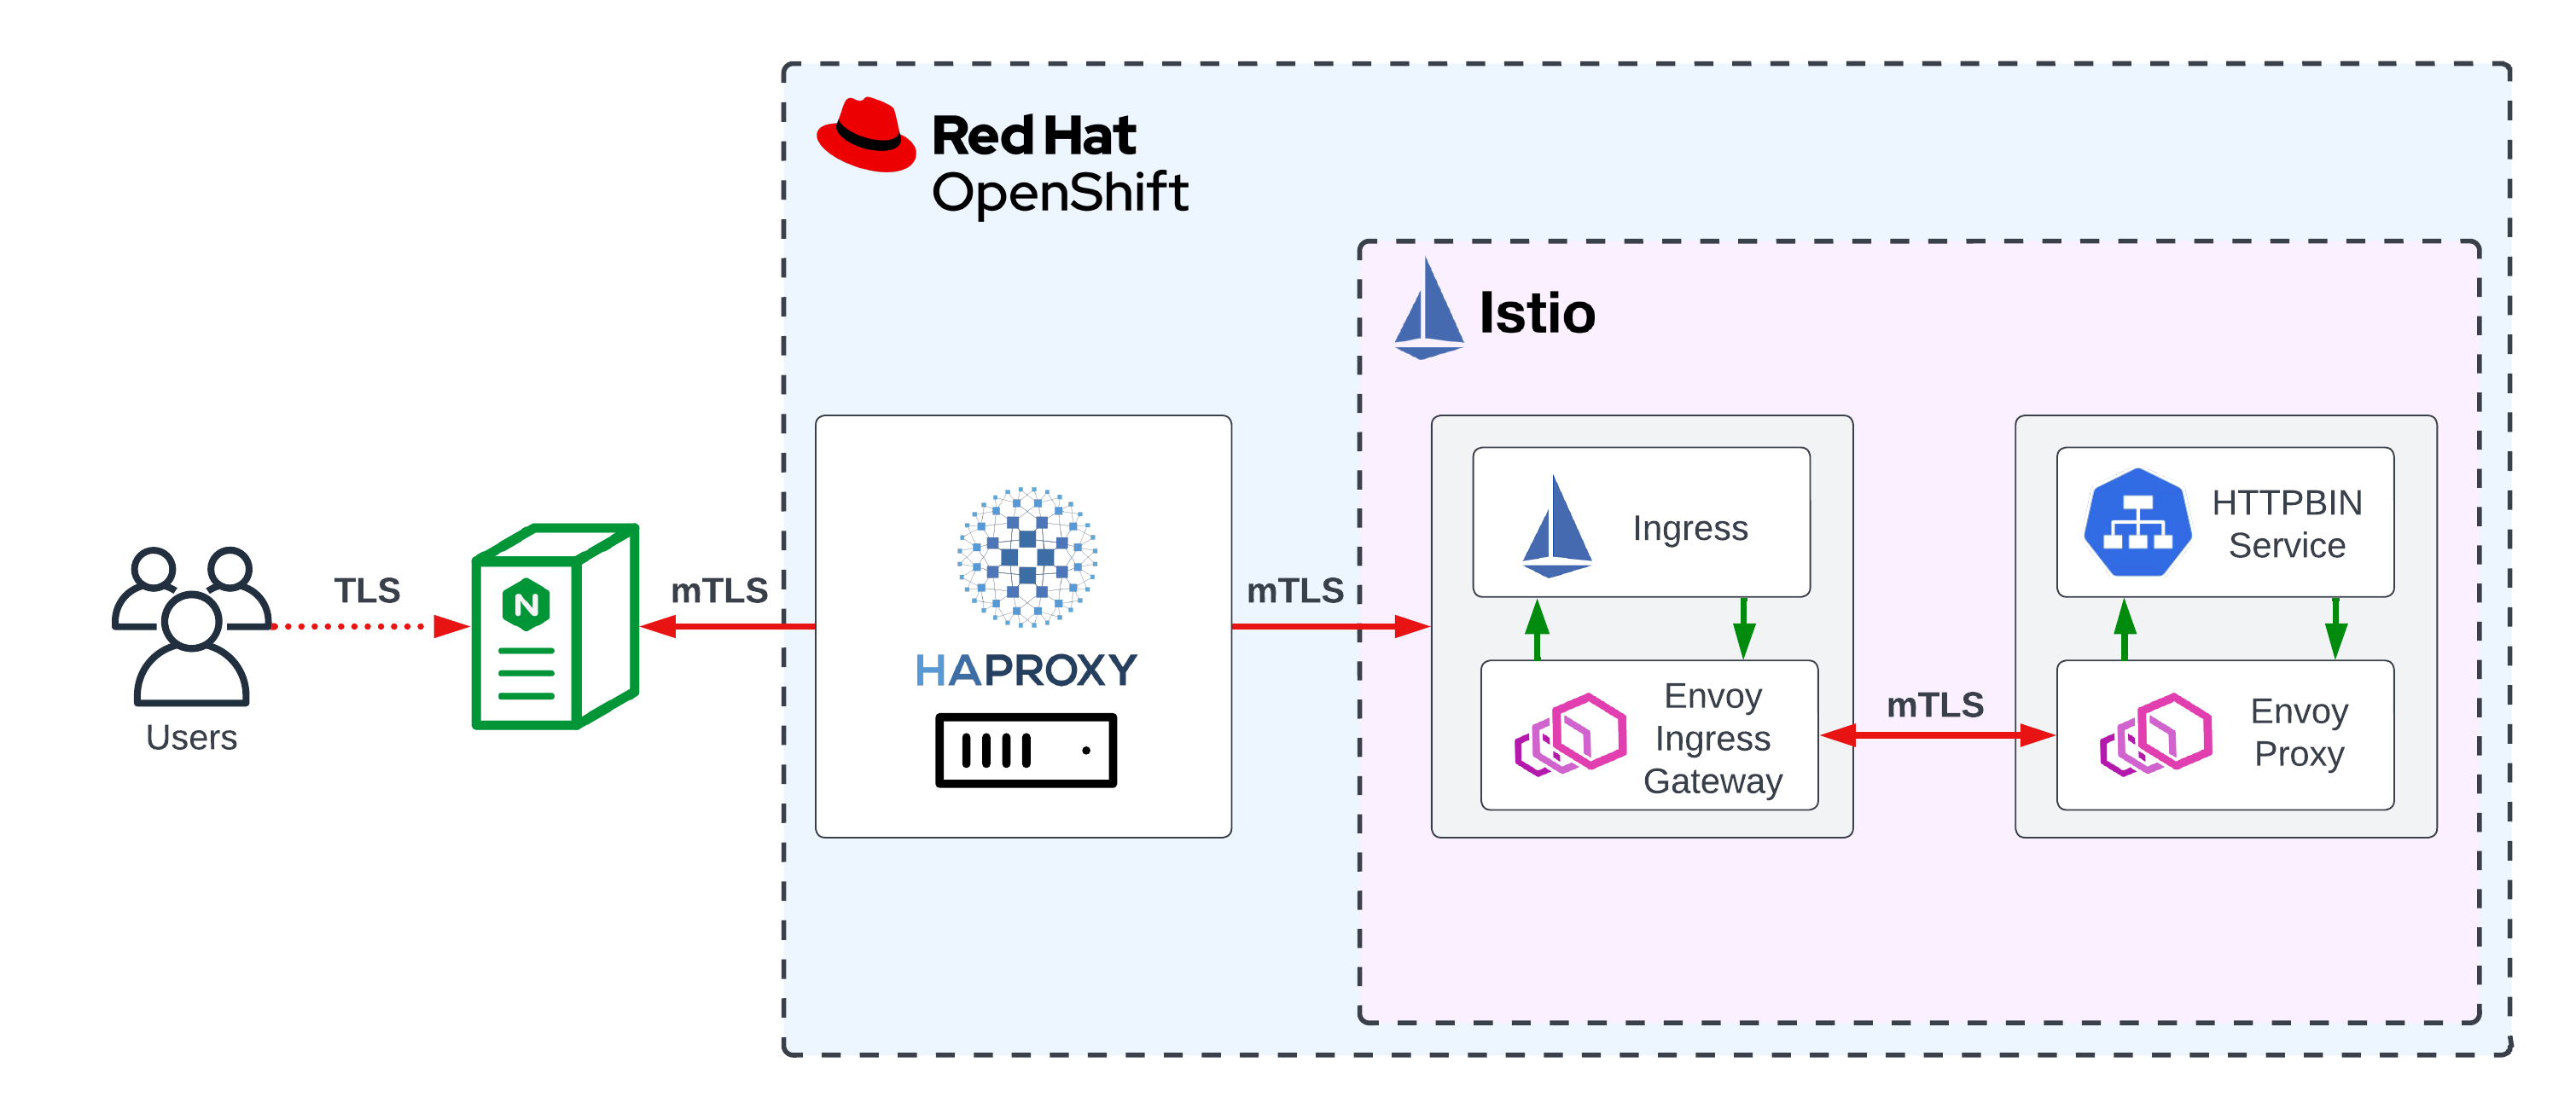 Red Hat
OpenShift
Istio
Users
TLS
N
mTLS
HAPROXY
mTLS
Ingress
Envoy
Ingress
Gateway
mTLS
HTTPBIN
Service
Envoy
Proxy